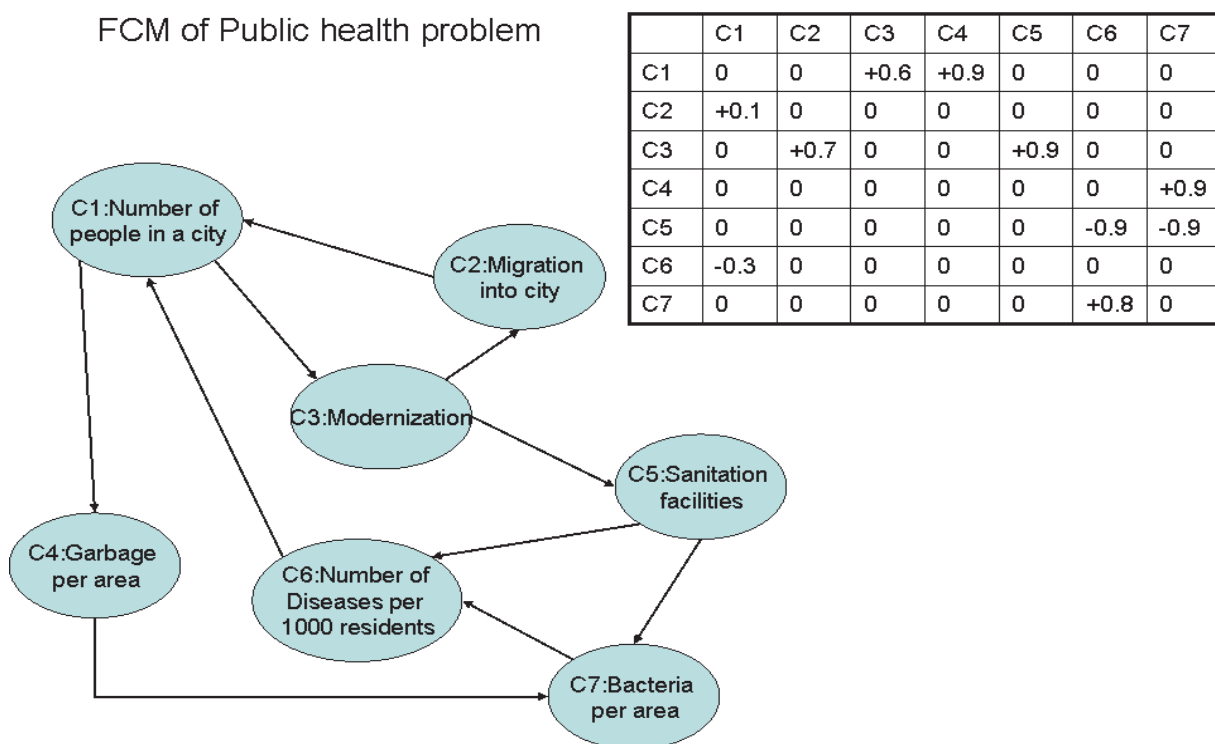 FCM of Public health problem
C1 C2 C3 C4 C5 C6 C7
C1 0 0 +0.6 +0.9 0 0 0
C2 +0.1 0 0 0 0 0 0
C3 0 +0.7 0 0 +0.9 0 0
C4 0 0 0 0 0 0 +0.9
C5 0 0 0 0 0 -0.9 -0.9
C6 -0.3 0 0 0 0 0 0
C7 0 0 0 0 0 +0.8 0
C1:Number of
people in a city
C2:Migration
into city
C3:Modernization
C5:Sanitation
facilities
C4:Garbage
per area
C6:Number of
Diseases per
1000 residents
C7:Bacteria
per area